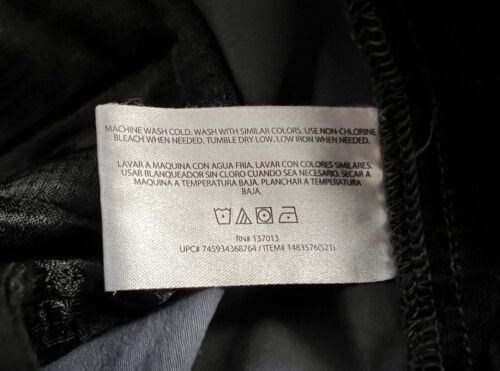 MACHINE WASH COLD. WASH WITH SIMILAR COLORS. USE NON-CHLORINE
BLEACH WHEN NEEDED. TUMBLE DRY LOW. LOW IRON WHEN NEEDED.
LAVAR A MAQUINA CON AGUA FRIA. LAVAR CON COLORES SIMILARES.
USAR BLANQUEADOR SIN CLORO CUANDO SEA NECESARIO. SECAR A
MAQUINA A TEMPERATURA BAJA. PLANCHAR A TEMPERATURA
BAJA.
RN# 137013
UPC# 745934368764 / ITEM# 1483576(S21)